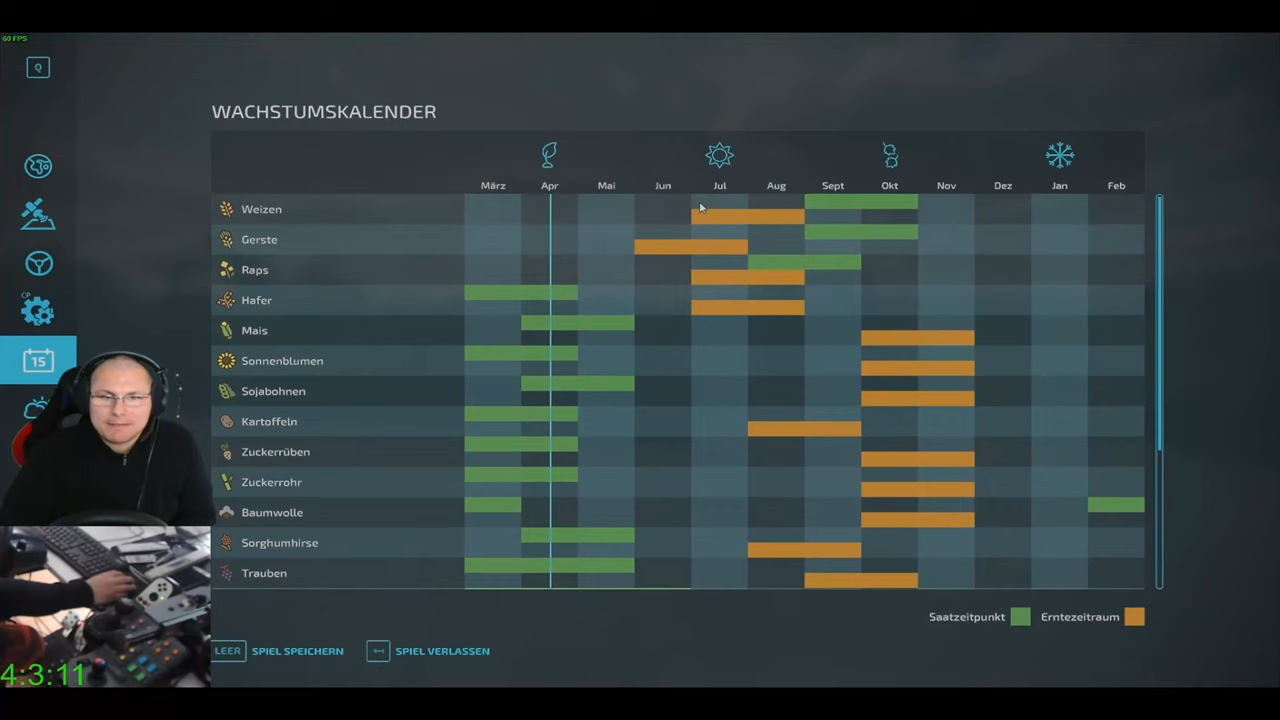 60 FPS
Q
WACHSTUMSKALENDER
März Apr Mai Jun Jul Aug Sept Okt Nov Dez Jan Feb
Weizen
Gerste
Raps
Hafer
CP
Mais
15
Sonnenblumen
Sojabohnen
Kartoffeln
Zuckerrüben
Zuckerrohr
Baumwolle
Sorghumhirse
Trauben
Saatzeitpunkt Erntezeitraum
LEER SPIEL SPEICHERN SPIEL VERLASSEN
4:3:11